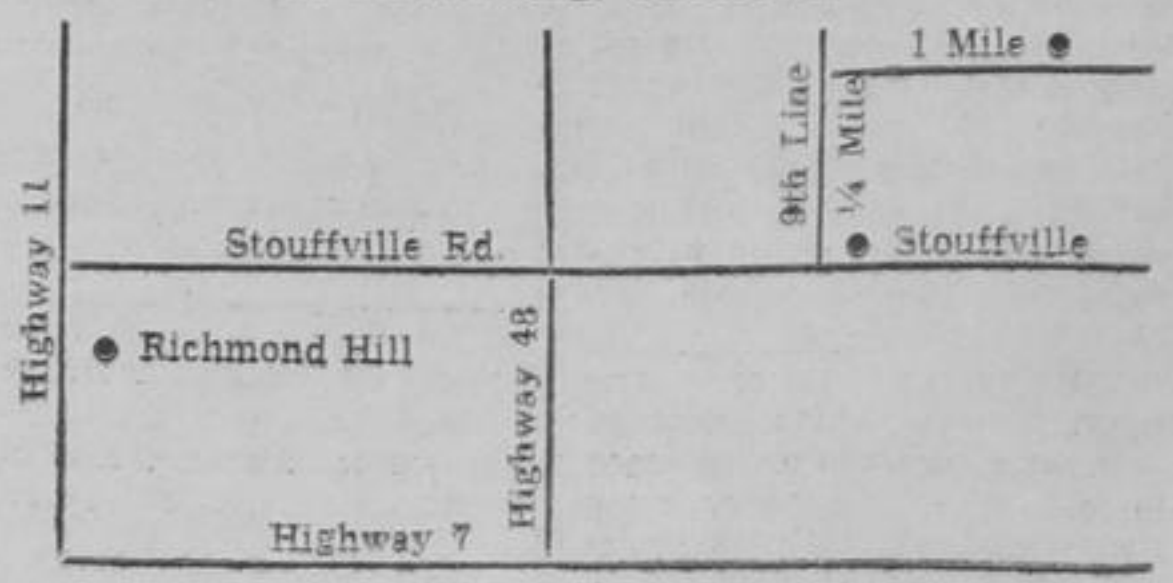 1 Mile
9th Line
¼ Mile
Highway 11
Stouffville Rd.
Stouffville
Richmond Hill
Highway 48
Highway 7